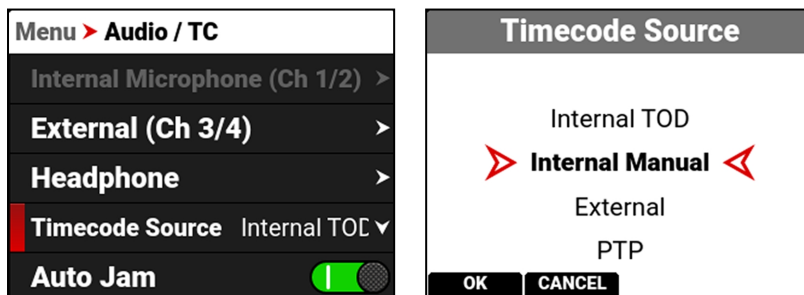 Menu > Audio / TC
Internal Microphone (Ch 1/2) >
External (Ch 3/4) >
Headphone >
Timecode Source Internal TOD
Auto Jam
Timecode Source
Internal TOD
Internal Manual
External
PTP
OK CANCEL